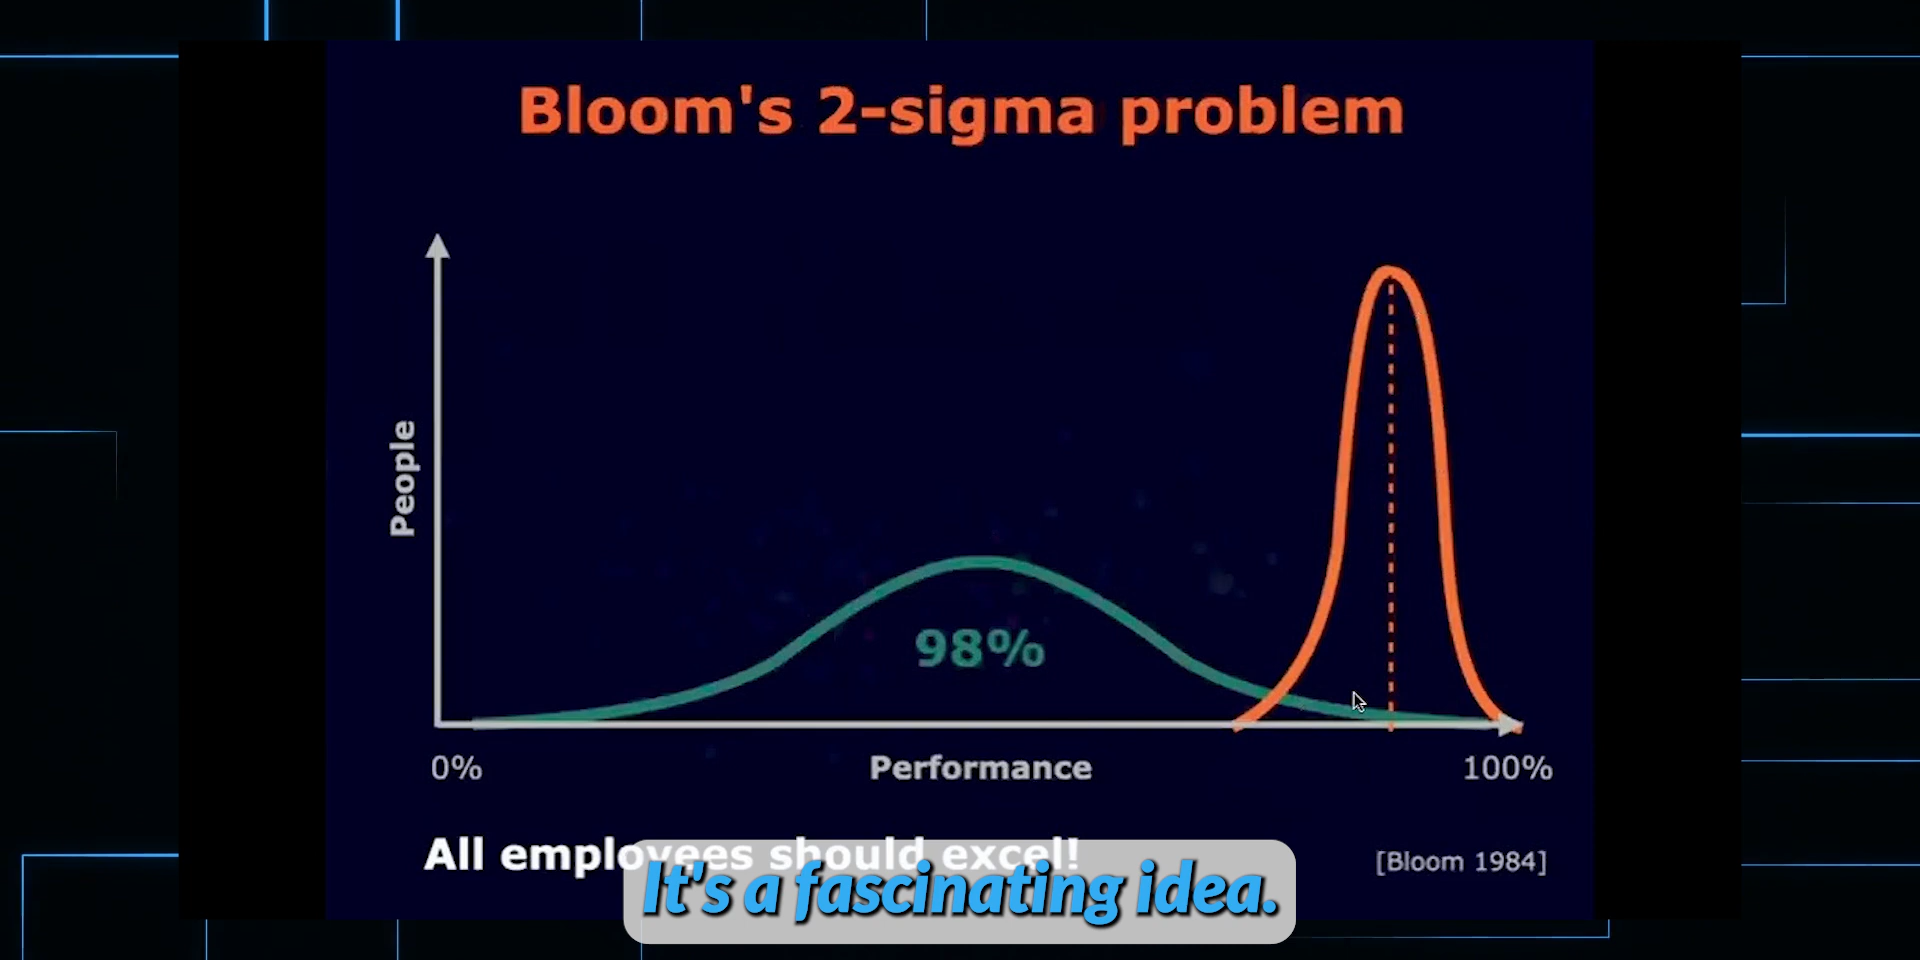 Bloom's 2-sigma problem
People
98%
0%
Performance
100%
All employees should excel!
[Bloom 1984]
It's a fascinating idea.